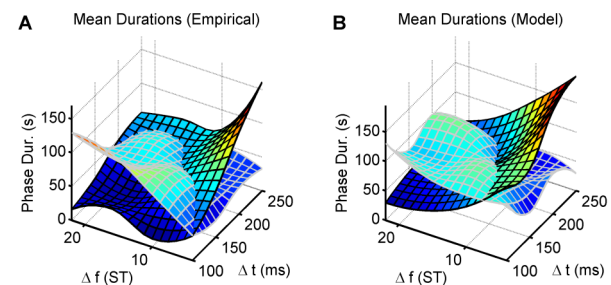 A Mean Durations (Empirical)
Phase Dur. (s)
150
100
50
0
20
10
Δ f (ST)
100
150
200
250
Δ t (ms)
B Mean Durations (Model)
Phase Dur. (s)
150
100
50
0
20
10
Δ f (ST)
100
150
200
250
Δ t (ms)